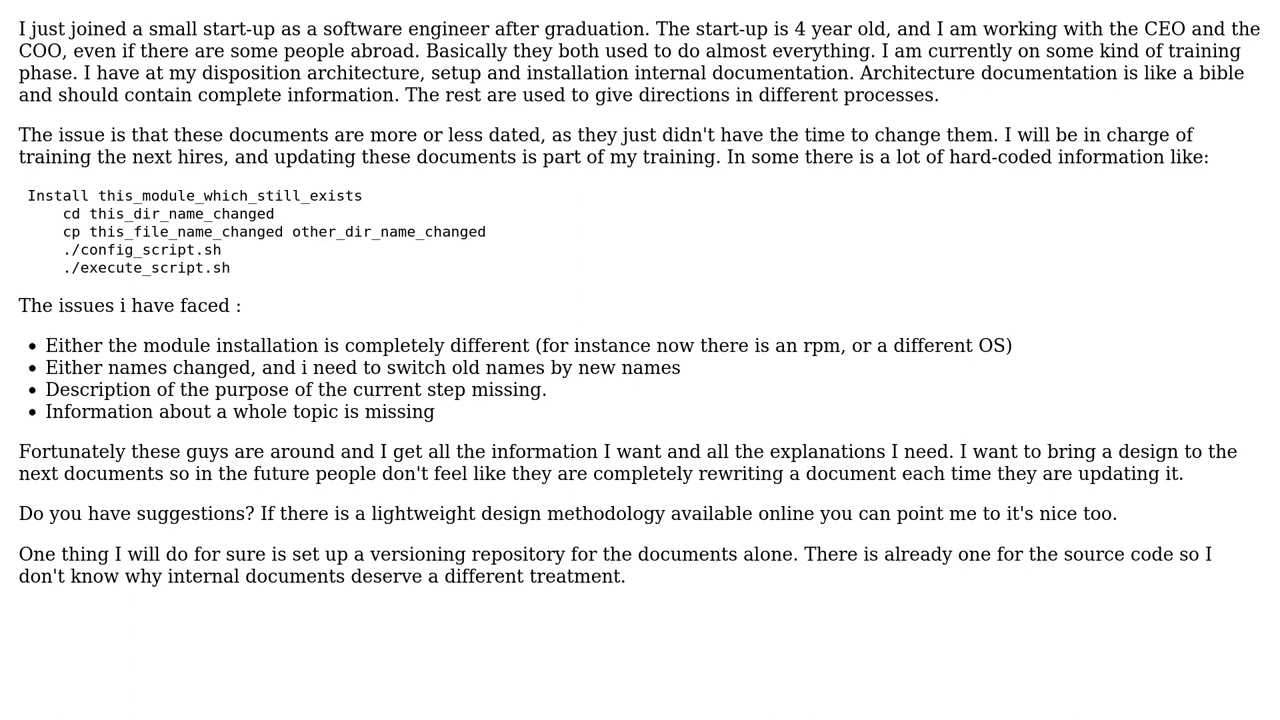 I just joined a small start-up as a software engineer after graduation. The start-up is 4 year old, and I am working with the CEO and the
COO, even if there are some people abroad. Basically they both used to do almost everything. I am currently on some kind of training
phase. I have at my disposition architecture, setup and installation internal documentation. Architecture documentation is like a bible
and should contain complete information. The rest are used to give directions in different processes.
The issue is that these documents are more or less dated, as they just didn't have the time to change them. I will be in charge of
training the next hires, and updating these documents is part of my training. In some there is a lot of hard-coded information like:
Install this_module_which_still_exists
cd this_dir_name_changed
cp this_file_name_changed other_dir_name_changed
./config_script.sh
./execute_script.sh
The issues i have faced :
• Either the module installation is completely different (for instance now there is an rpm, or a different OS)
• Either names changed, and i need to switch old names by new names
• Description of the purpose of the current step missing.
• Information about a whole topic is missing
Fortunately these guys are around and I get all the information I want and all the explanations I need. I want to bring a design to the
next documents so in the future people don't feel like they are completely rewriting a document each time they are updating it.
Do you have suggestions? If there is a lightweight design methodology available online you can point me to it's nice too.
One thing I will do for sure is set up a versioning repository for the documents alone. There is already one for the source code so I
don't know why internal documents deserve a different treatment.